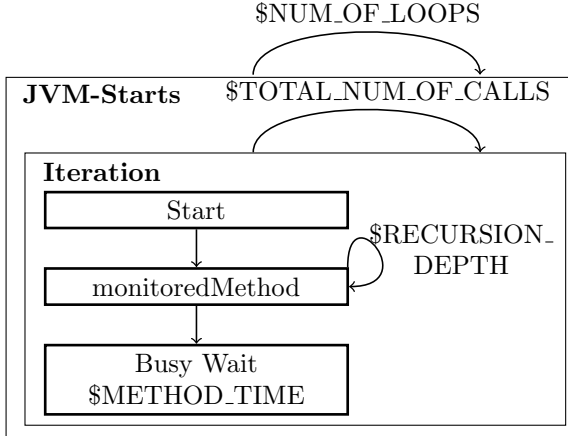 $NUM_OF_LOOPS
JVM-Starts
$TOTAL_NUM_OF_CALLS
Iteration
Start
$RECURSION_
DEPTH
monitoredMethod
Busy Wait
$METHOD_TIME